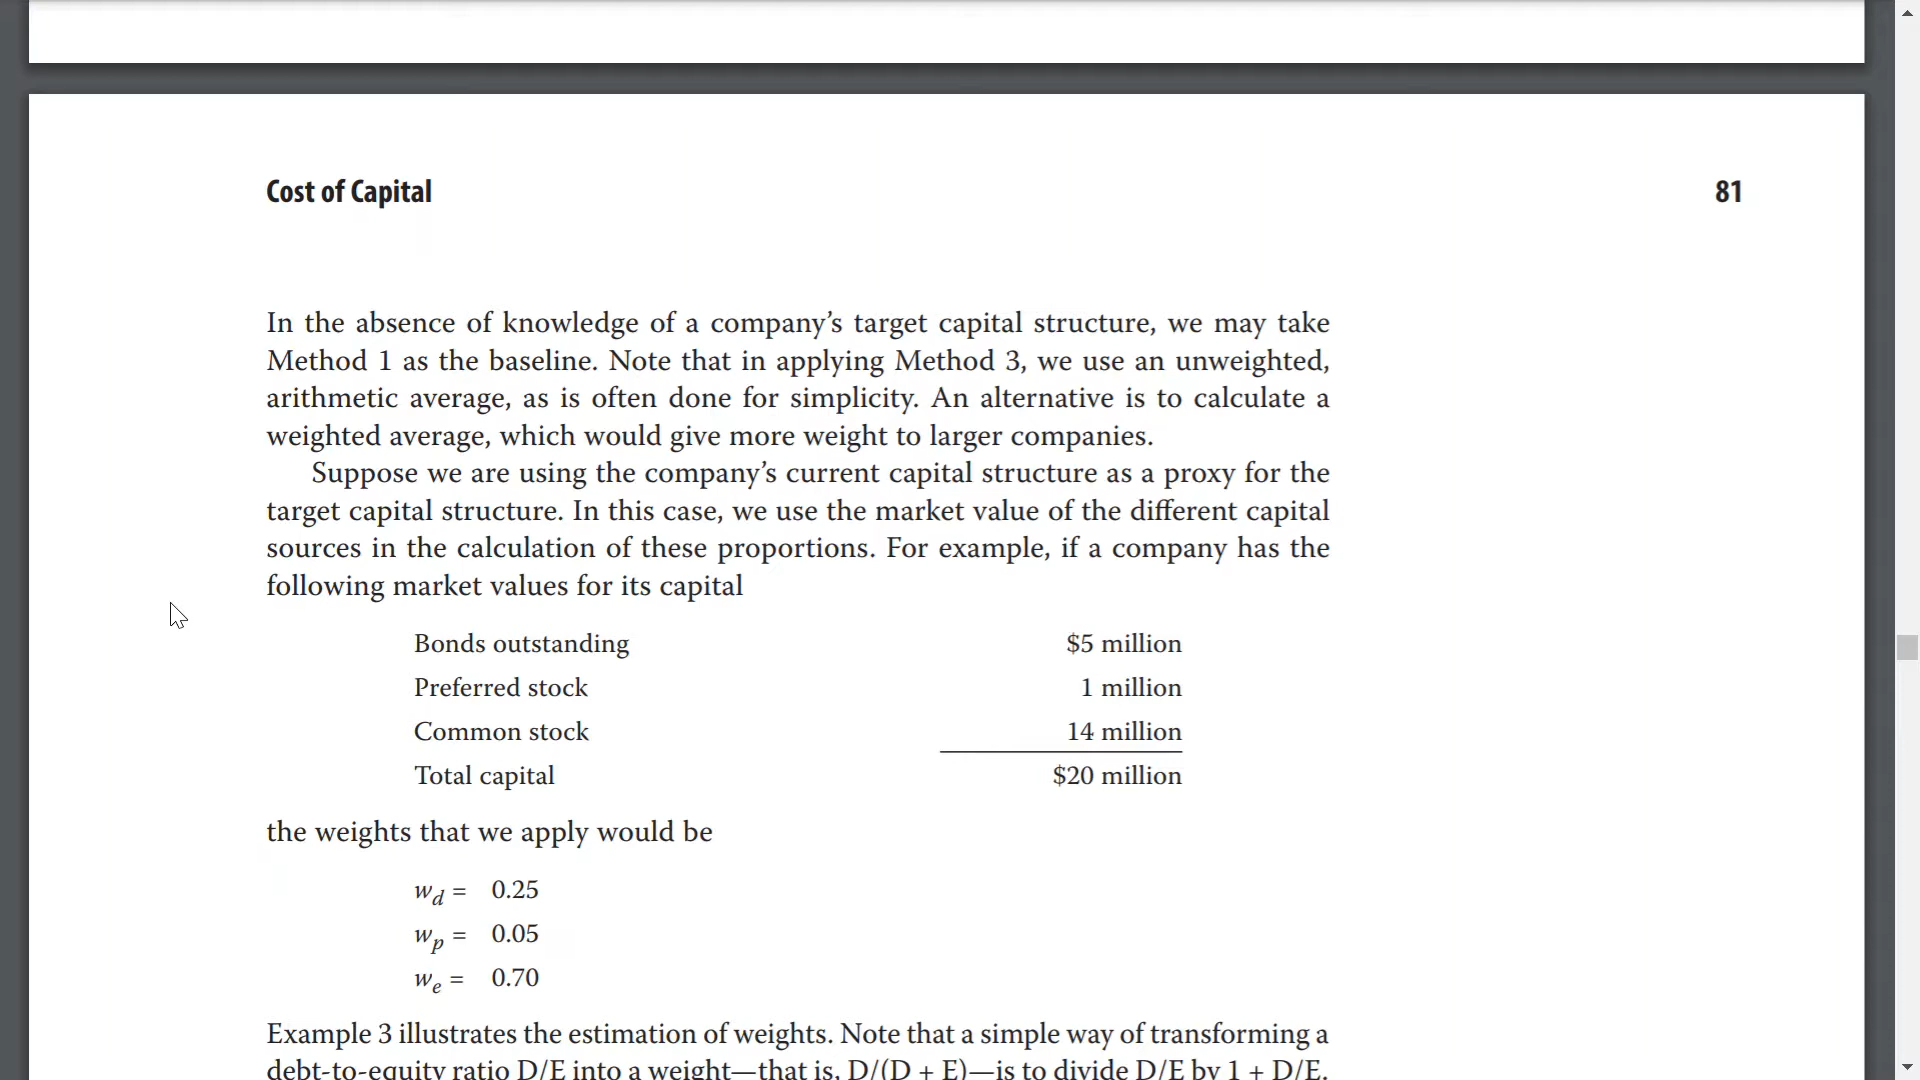 Cost of Capital 81
In the absence of knowledge of a company’s target capital structure, we may take
Method 1 as the baseline. Note that in applying Method 3, we use an unweighted,
arithmetic average, as is often done for simplicity. An alternative is to calculate a
weighted average, which would give more weight to larger companies.
Suppose we are using the company’s current capital structure as a proxy for the
target capital structure. In this case, we use the market value of the different capital
sources in the calculation of these proportions. For example, if a company has the
following market values for its capital
Bonds outstanding $5 million
Preferred stock 1 million
Common stock 14 million
Total capital $20 million
the weights that we apply would be
w_d = 0.25
w_p = 0.05
w_e = 0.70
Example 3 illustrates the estimation of weights. Note that a simple way of transforming a
debt-to-equity ratio D/E into a weight—that is, D/(D + E)—is to divide D/E by 1 + D/E.